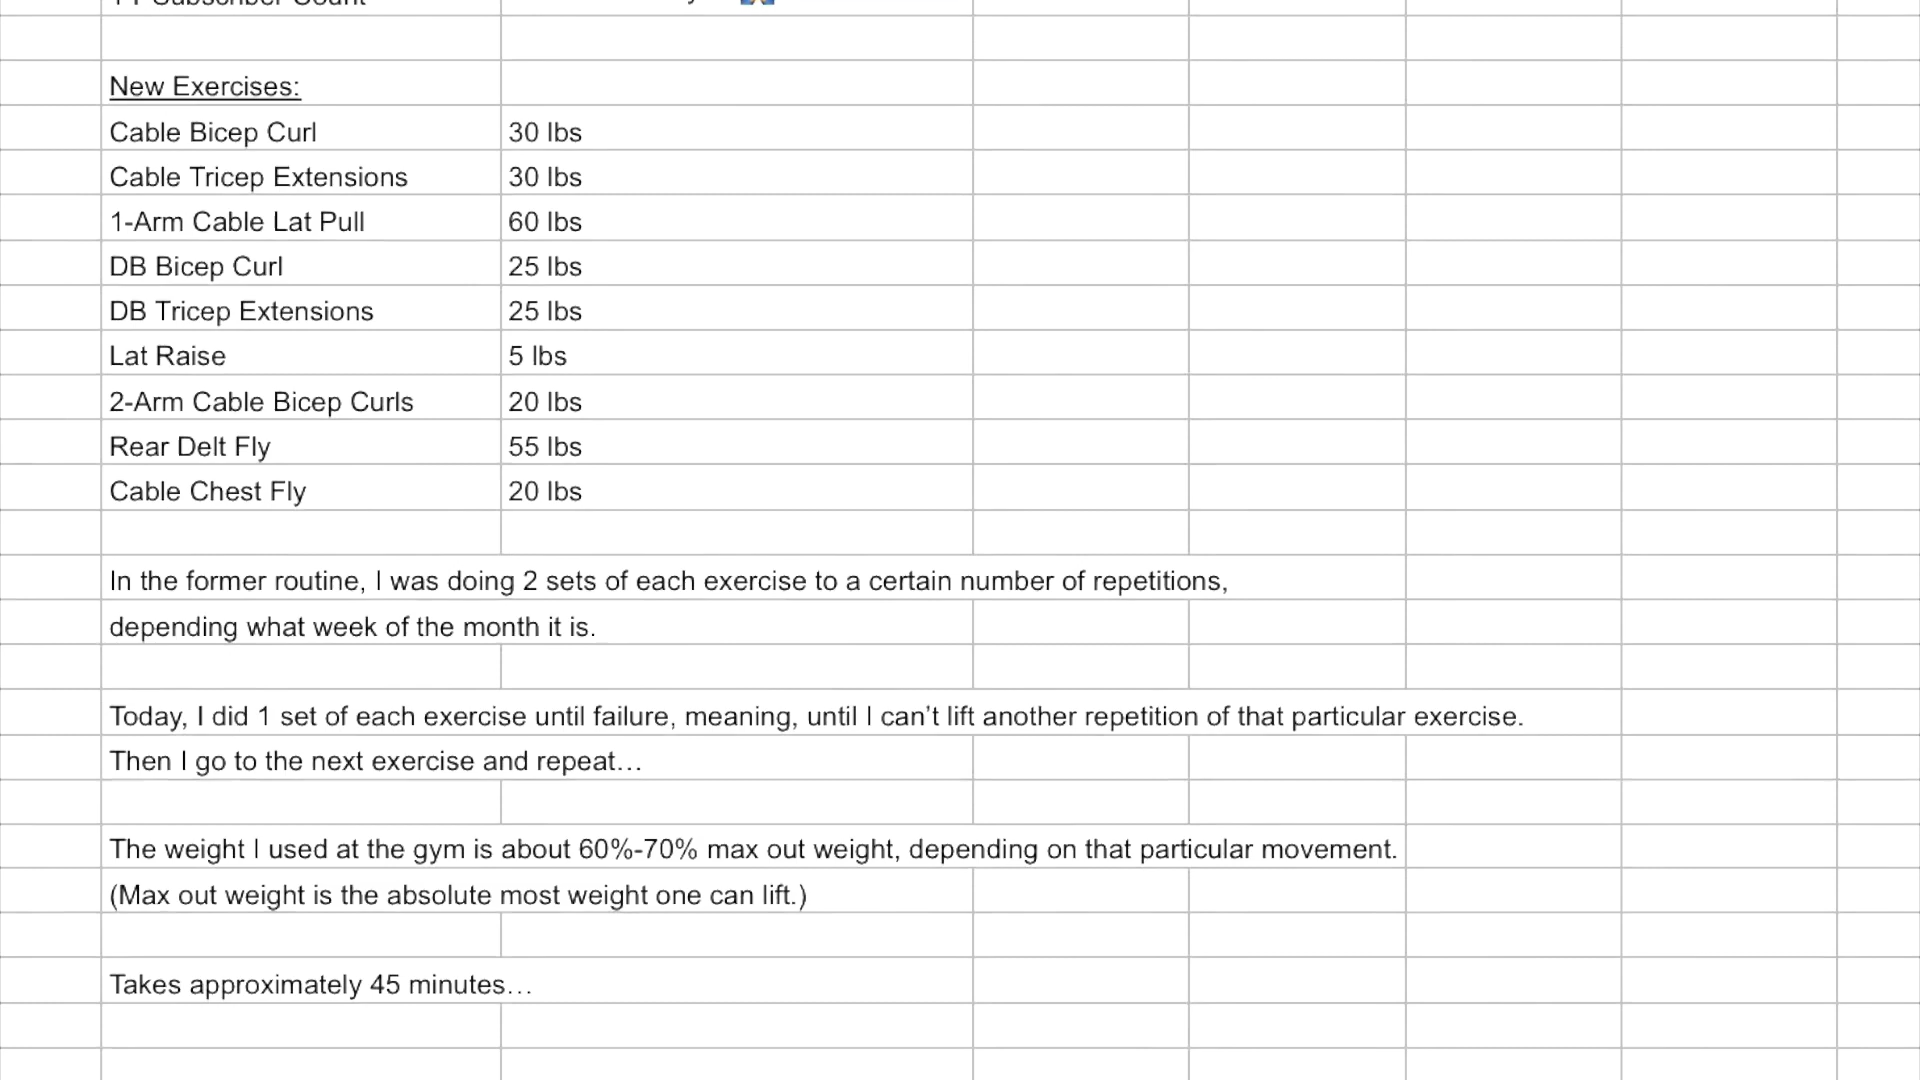 Subscriber Count
New Exercises:
Cable Bicep Curl 30 lbs
Cable Tricep Extensions 30 lbs
1-Arm Cable Lat Pull 60 lbs
DB Bicep Curl 25 lbs
DB Tricep Extensions 25 lbs
Lat Raise 5 lbs
2-Arm Cable Bicep Curls 20 lbs
Rear Delt Fly 55 lbs
Cable Chest Fly 20 lbs
In the former routine, I was doing 2 sets of each exercise to a certain number of repetitions,
depending what week of the month it is.
Today, I did 1 set of each exercise until failure, meaning, until I can’t lift another repetition of that particular exercise.
Then I go to the next exercise and repeat…
The weight I used at the gym is about 60%-70% max out weight, depending on that particular movement.
(Max out weight is the absolute most weight one can lift.)
Takes approximately 45 minutes…